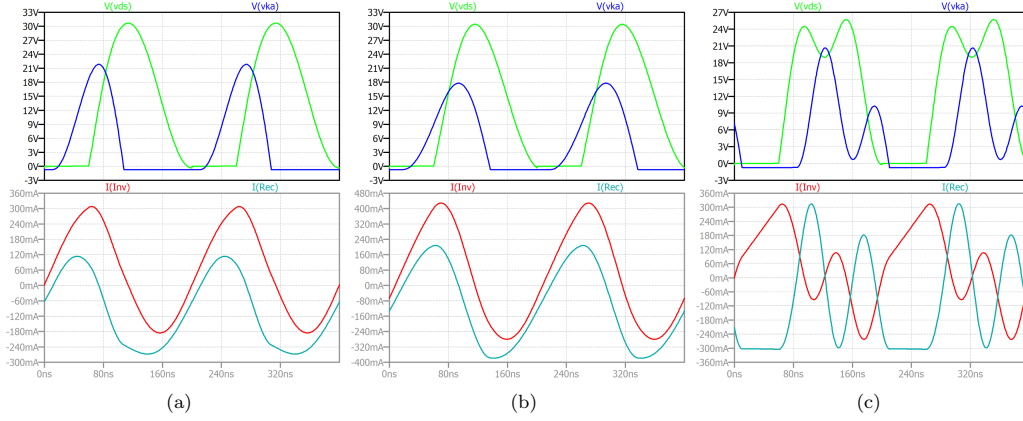 V(vds) V(vka)
33V
30V
27V
24V
21V
18V
15V
12V
9V
6V
3V
0V
-3V
I(Inv) I(Rec)
360mA
300mA
240mA
180mA
120mA
60mA
0mA
-60mA
-120mA
-180mA
-240mA
-300mA
0ns 80ns 160ns 240ns 320ns
(a)
V(vds) V(vka)
33V
30V
27V
24V
21V
18V
15V
12V
9V
6V
3V
0V
-3V
I(Inv) I(Rec)
480mA
400mA
320mA
240mA
160mA
80mA
0mA
-80mA
-160mA
-240mA
-320mA
-400mA
0ns 80ns 160ns 240ns 320ns
(b)
V(vds) V(vka)
27V
24V
21V
18V
15V
12V
9V
6V
3V
0V
-3V
I(Inv) I(Rec)
360mA
300mA
240mA
180mA
120mA
60mA
0mA
-60mA
-120mA
-180mA
-240mA
-300mA
-360mA
0ns 80ns 160ns 240ns 320ns
(c)